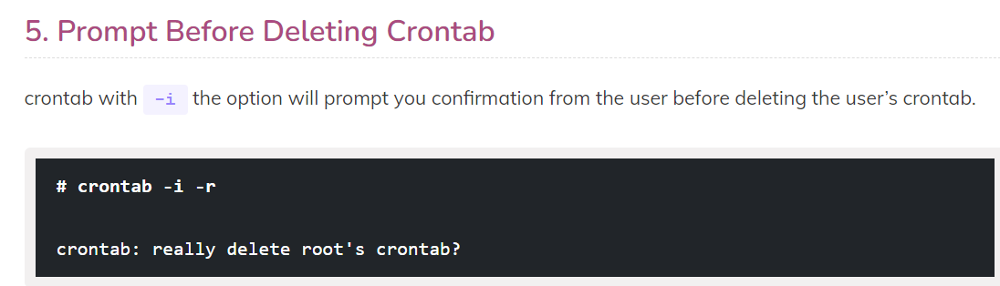 5. Prompt Before Deleting Crontab
crontab with -i the option will prompt you confirmation from the user before deleting the user’s crontab.
# crontab -i -r
crontab: really delete root's crontab?